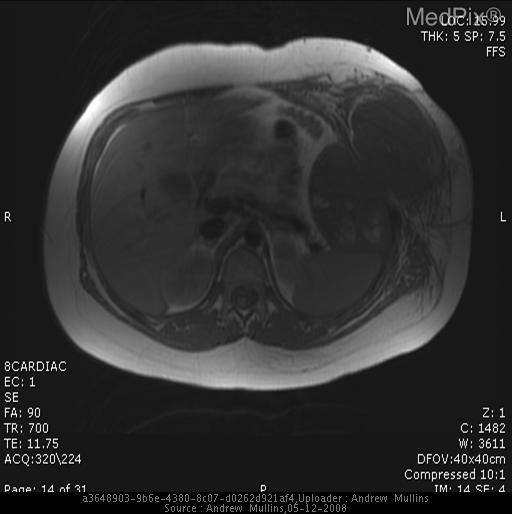 MedPix®
LOC: 16.99
THK: 5 SP: 7.5
FFS
R
L
8CARDIAC
EC: 1
SE
FA: 90
TR: 700
TE: 11.75
ACQ:320\224
Page: 14 of 31
P
Z: 1
C: 1482
W: 3611
DFOV:40x40cm
Compressed 10:1
IM: 14 SE: 4
a3648903-9b6e-4380-8c07-d0262d921af4,Uploader : Andrew Mullins
Source : Andrew Mullins,05-12-2008